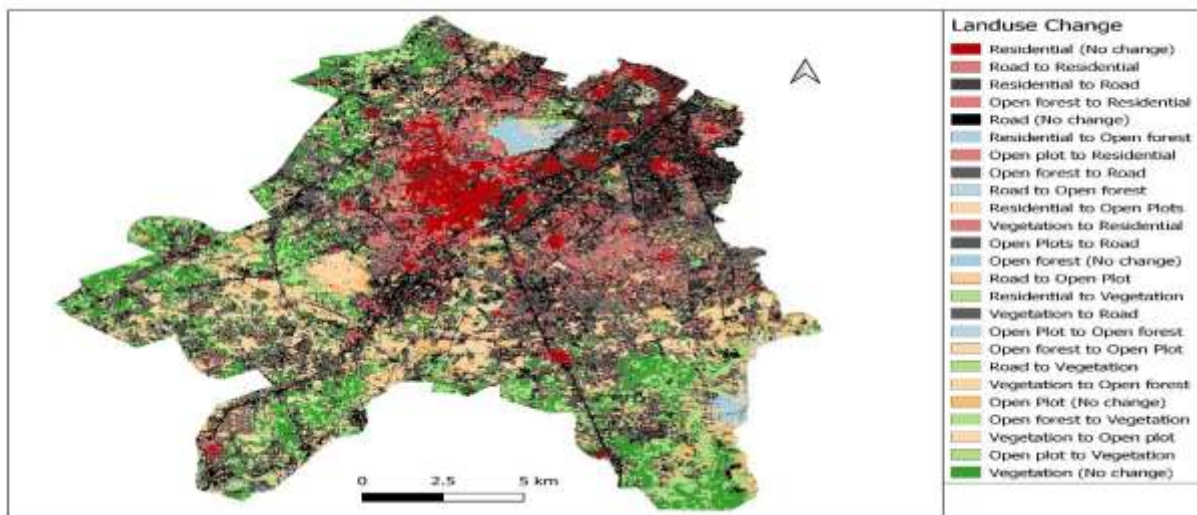 Landuse Change
Residential (No change)
Road to Residential
Residential to Road
Open forest to Residential
Road (No change)
Residential to Open forest
Open plot to Residential
Open forest to Road
Road to Open forest
Residential to Open Plots
Vegetation to Residential
Open Plots to Road
Open forest (No change)
Road to Open Plot
Residential to Vegetation
Vegetation to Road
Open Plot to Open forest
Open forest to Open Plot
Road to Vegetation
Vegetation to Open forest
Open Plot (No change)
Open forest to Vegetation
Vegetation to Open plot
Open plot to Vegetation
Vegetation (No change)
0 2.5 5 km